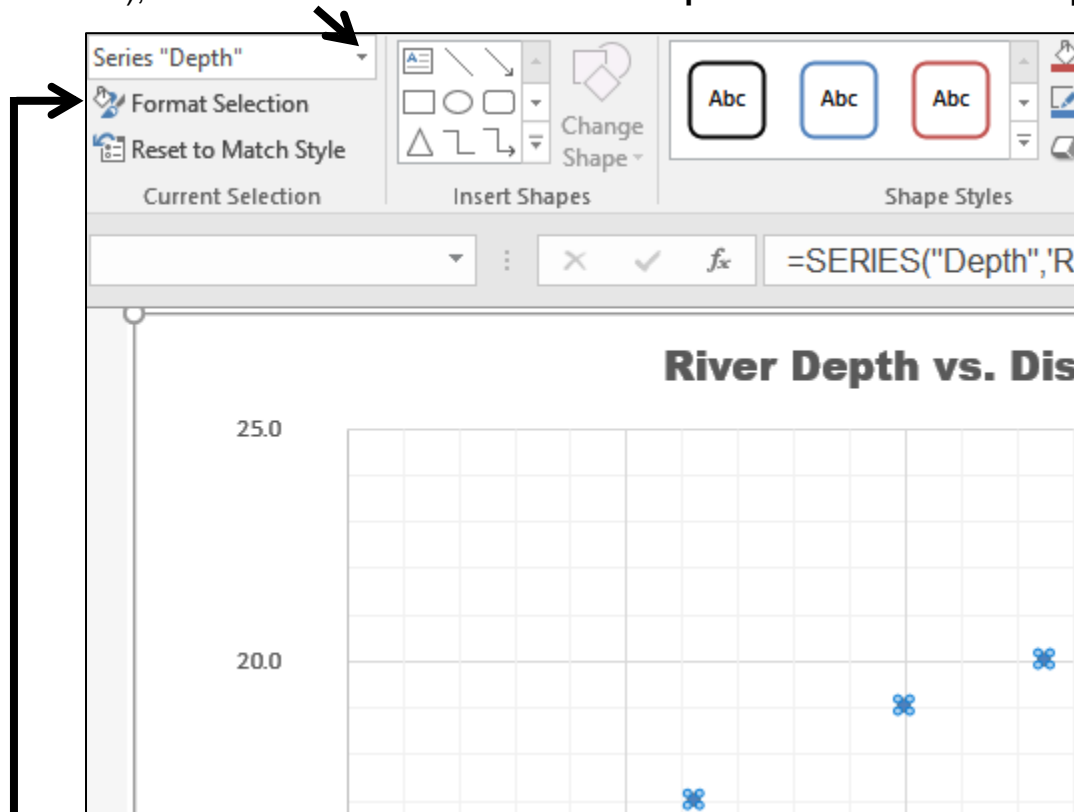 Series "Depth"
Format Selection
Reset to Match Style
Current Selection
A
Change
Shape
Insert Shapes
Abc
Abc
Abc
Shape Styles
fx
=SERIES("Depth",'R
River Depth vs. Dis
25.0
20.0